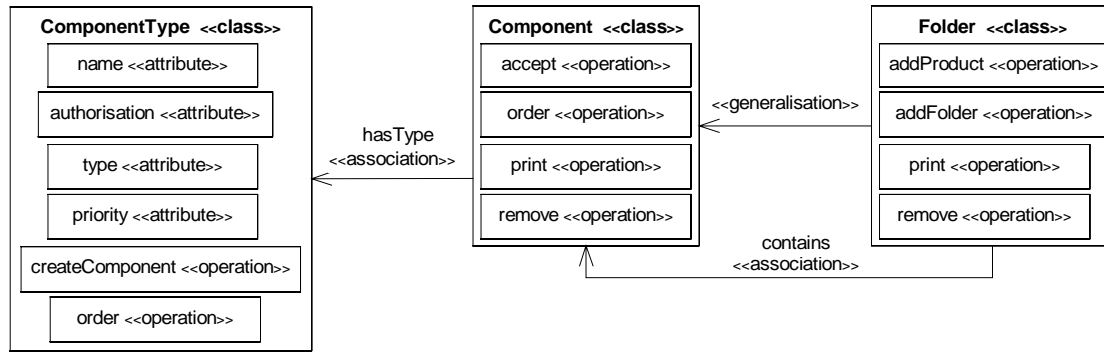 ComponentType <<class>>
name <<attribute>>
authorisation <<attribute>>
type <<attribute>>
priority <<attribute>>
createComponent <<operation>>
order <<operation>>
hasType
<<association>>
Component <<class>>
accept <<operation>>
order <<operation>>
print <<operation>>
remove <<operation>>
<<generalisation>>
contains
<<association>>
Folder <<class>>
addProduct <<operation>>
addFolder <<operation>>
print <<operation>>
remove <<operation>>